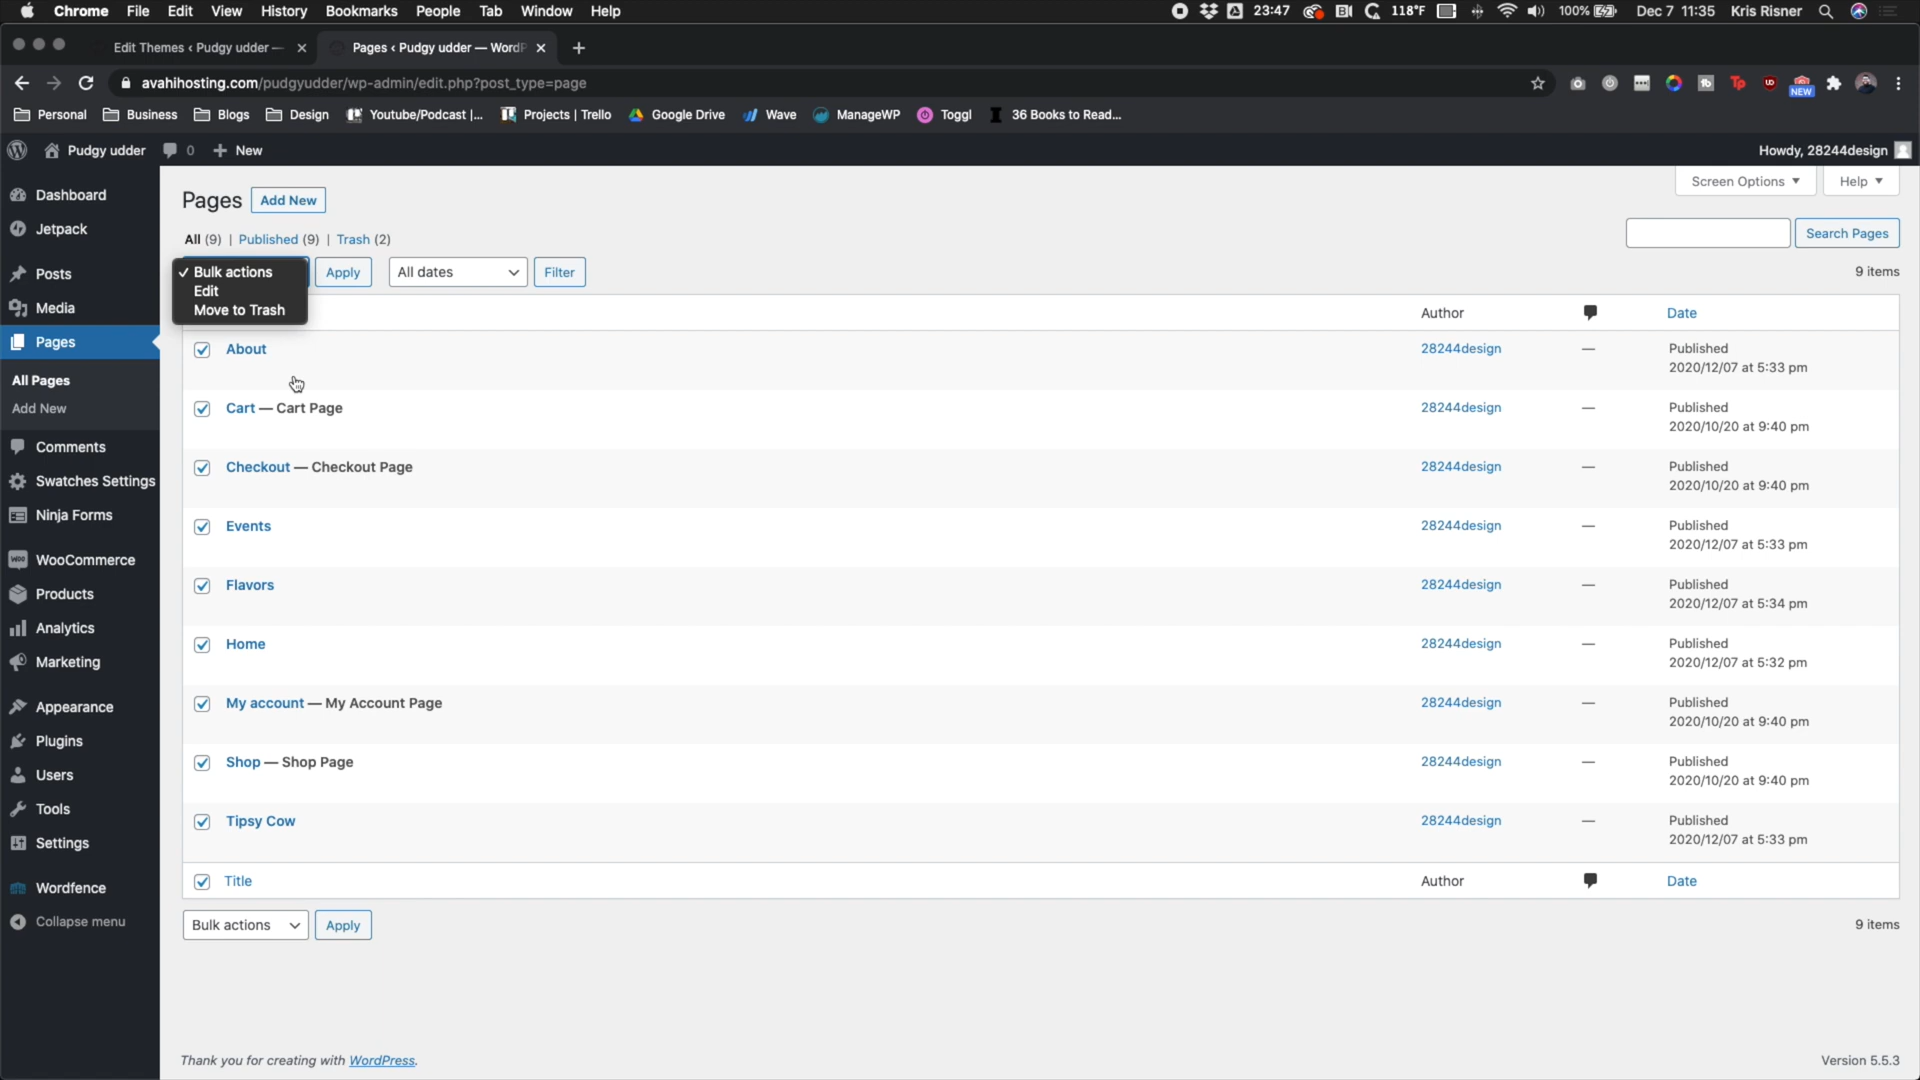 Chrome File Edit View History Bookmarks People Tab Window Help
23:47 118°F 100% Dec 7 11:35 Kris Risner
Edit Themes ‹ Pudgy udder —
Pages ‹ Pudgy udder — WordP
avahihosting.com/pudgyudder/wp-admin/edit.php?post_type=page
NEW
Personal Business Blogs Design Youtube/Podcast |... Projects | Trello Google Drive Wave ManageWP Toggl 36 Books to Read...
Pudgy udder 0 + New
Howdy, 28244design
Dashboard
Jetpack
Posts
Media
Pages
All Pages
Add New
Comments
Swatches Settings
Ninja Forms
WooCommerce
Products
Analytics
Marketing
Appearance
Plugins
Users
Tools
Settings
Wordfence
Collapse menu
Screen Options Help
Pages Add New
All (9) | Published (9) | Trash (2)
Search Pages
✓ Bulk actions
Edit
Move to Trash
Apply All dates Filter
9 items
Author Date
About 28244design — Published
2020/12/07 at 5:33 pm
Cart — Cart Page 28244design — Published
2020/10/20 at 9:40 pm
Checkout — Checkout Page 28244design — Published
2020/10/20 at 9:40 pm
Events 28244design — Published
2020/12/07 at 5:33 pm
Flavors 28244design — Published
2020/12/07 at 5:34 pm
Home 28244design — Published
2020/12/07 at 5:32 pm
My account — My Account Page 28244design — Published
2020/10/20 at 9:40 pm
Shop — Shop Page 28244design — Published
2020/10/20 at 9:40 pm
Tipsy Cow 28244design — Published
2020/12/07 at 5:33 pm
Title Author Date
Bulk actions Apply
9 items
Thank you for creating with WordPress.
Version 5.5.3